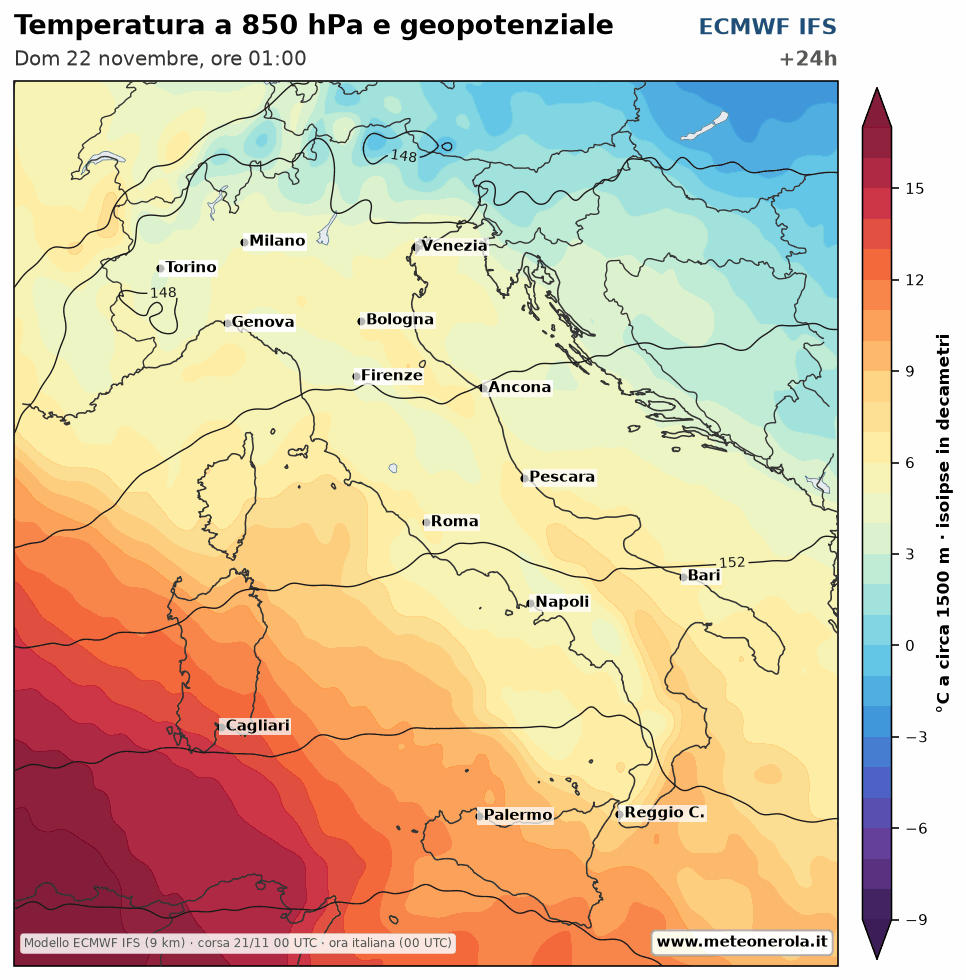 Temperatura a 850 hPa e geopotenziale
ECMWF IFS
Dom 22 novembre, ore 01:00
+24h
148
Milano
Venezia
Torino
148
Genova
Bologna
Firenze
Ancona
Pescara
Roma
152
Bari
Napoli
Cagliari
Palermo
Reggio C.
15
12
9
6
3
0
−3
−6
−9
°C a circa 1500 m · isoipse in decametri
Modello ECMWF IFS (9 km) · corsa 21/11 00 UTC · ora italiana (00 UTC)
www.meteonerola.it